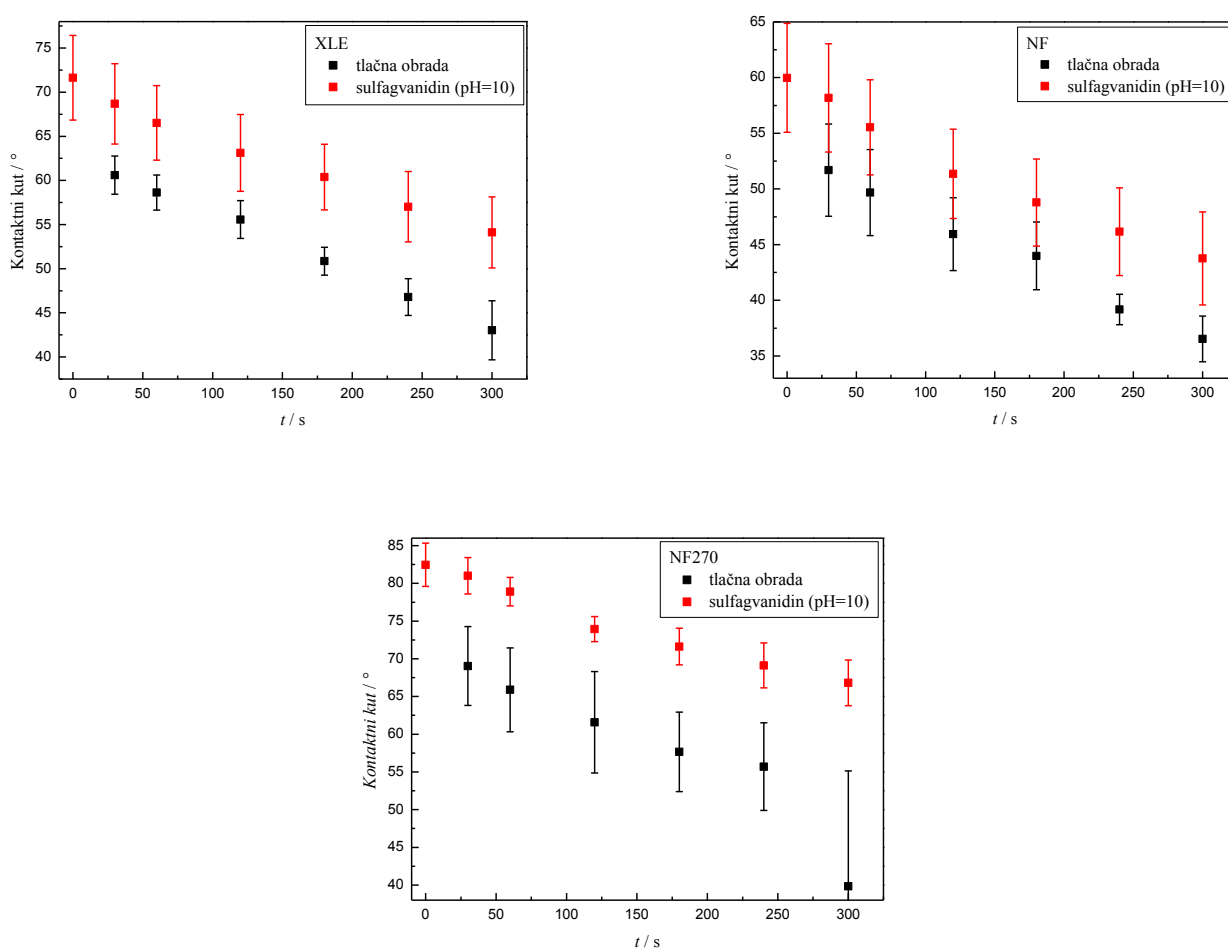 XLE
tlačna obrada
sulfagvanidin (pH=10)
Kontaktni kut / °
75
70
65
60
55
50
45
40
0 50 100 150 200 250 300
t / s
NF
tlačna obrada
sulfagvanidin (pH=10)
Kontaktni kut / °
65
60
55
50
45
40
35
0 50 100 150 200 250 300
t / s
NF270
tlačna obrada
sulfagvanidin (pH=10)
Kontaktni kut / °
85
80
75
70
65
60
55
50
45
40
0 50 100 150 200 250 300
t / s